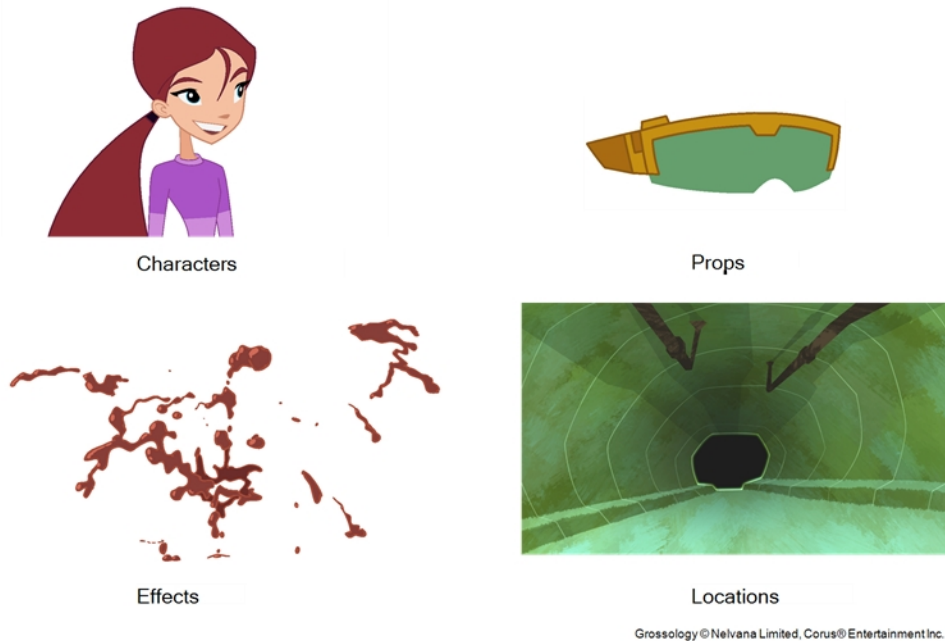 Characters
Props
Effects
Locations
Grossology © Nelvana Limited, Corus® Entertainment Inc.